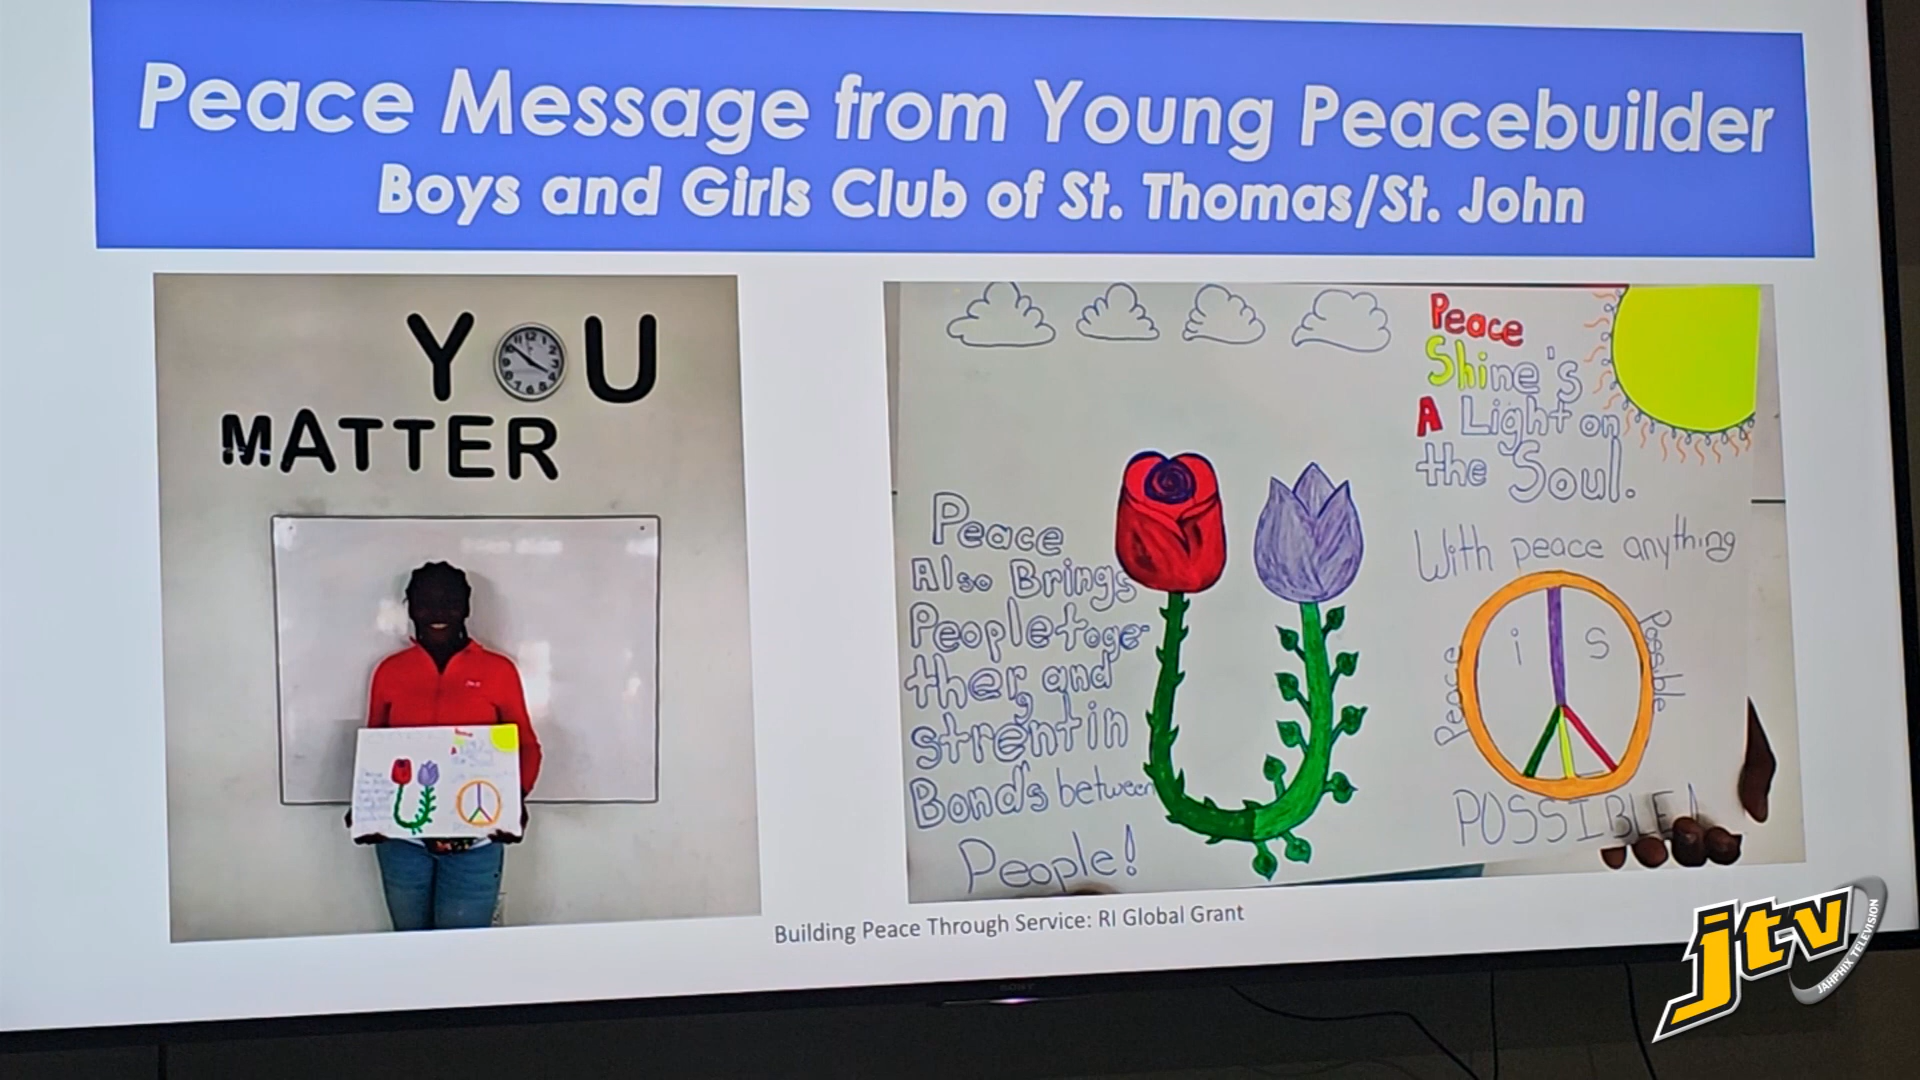 Peace Message from Young Peacebuilder
Boys and Girls Club of St. Thomas/St. John
Y U
MATTER
Peace
Shine's
A Light on
the Soul.
Peace
Also Brings
People toge-
ther, and
strentin
Bonds between
People!
With peace anything
i s
Peace
Possible
POSSIBLE!
Building Peace Through Service: RI Global Grant
SONY
jtv
JAHPHIX TELEVISION